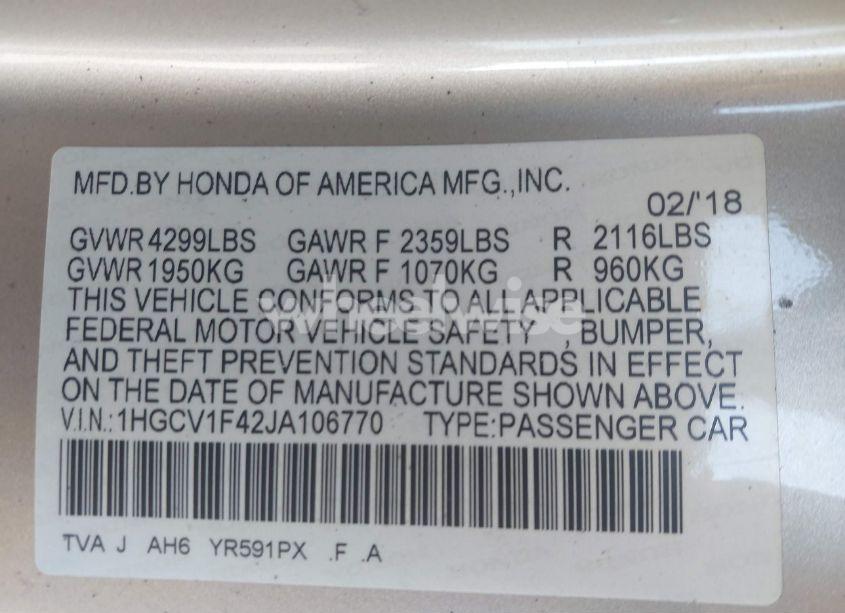 MFD.BY HONDA OF AMERICA MFG.,INC.
02/'18
GVWR 4299LBS GAWR F 2359LBS R 2116LBS
GVWR 1950KG GAWR F 1070KG R 960KG
THIS VEHICLE CONFORMS TO ALL APPLICABLE
FEDERAL MOTOR VEHICLE SAFETY , BUMPER,
AND THEFT PREVENTION STANDARDS IN EFFECT
ON THE DATE OF MANUFACTURE SHOWN ABOVE.
V.I.N.:1HGCV1F42JA106770 TYPE:PASSENGER CAR
TVA J AH6 YR591PX .F .A
wheelwise